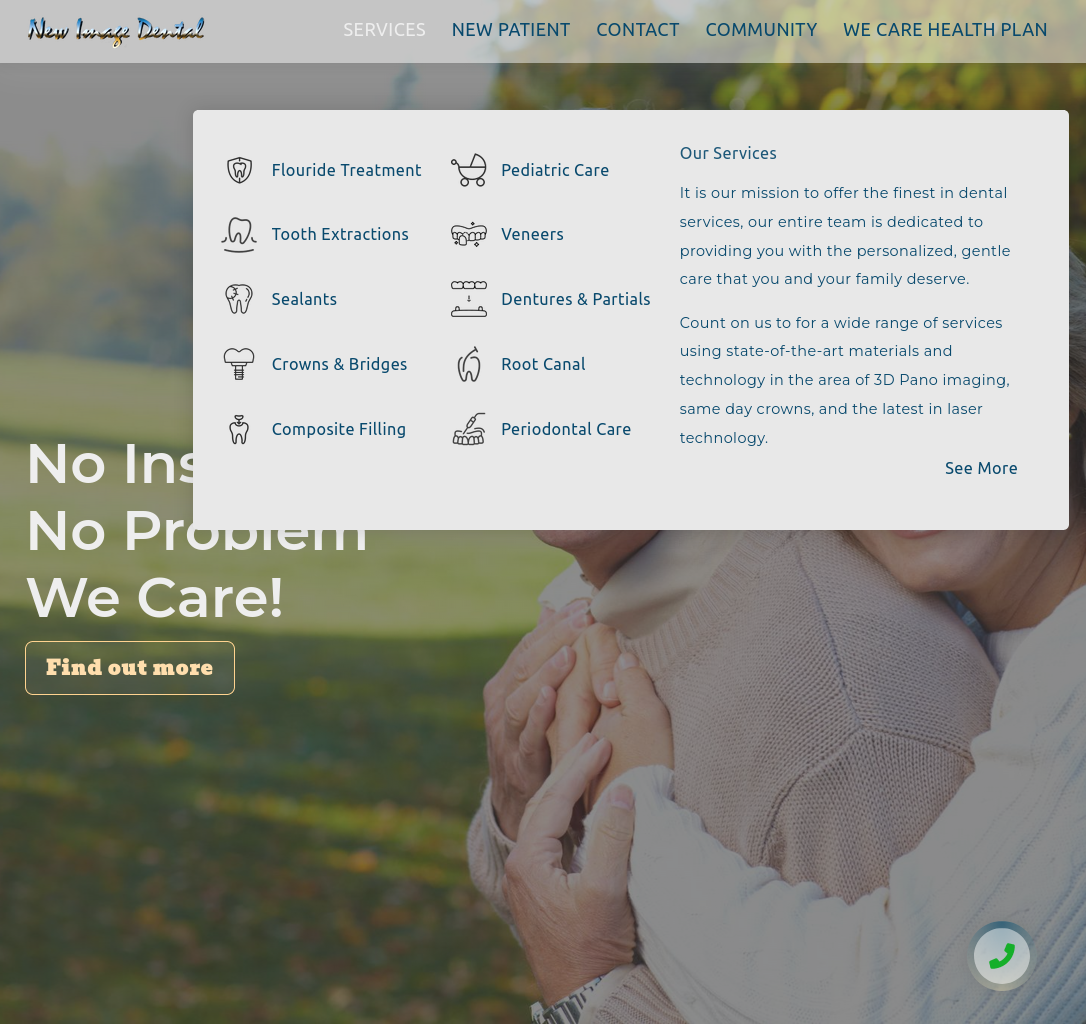 New Image Dental
SERVICES
NEW PATIENT
CONTACT
COMMUNITY
WE CARE HEALTH PLAN
Flouride Treatment
Tooth Extractions
Sealants
Crowns & Bridges
Composite Filling
Pediatric Care
Veneers
Dentures & Partials
Root Canal
Periodontal Care
Our Services
It is our mission to offer the finest in dental
services, our entire team is dedicated to
providing you with the personalized, gentle
care that you and your family deserve.
Count on us to for a wide range of services
using state-of-the-art materials and
technology in the area of 3D Pano imaging,
same day crowns, and the latest in laser
technology.
See More
No Ins
No Problem
We Care!
Find out more